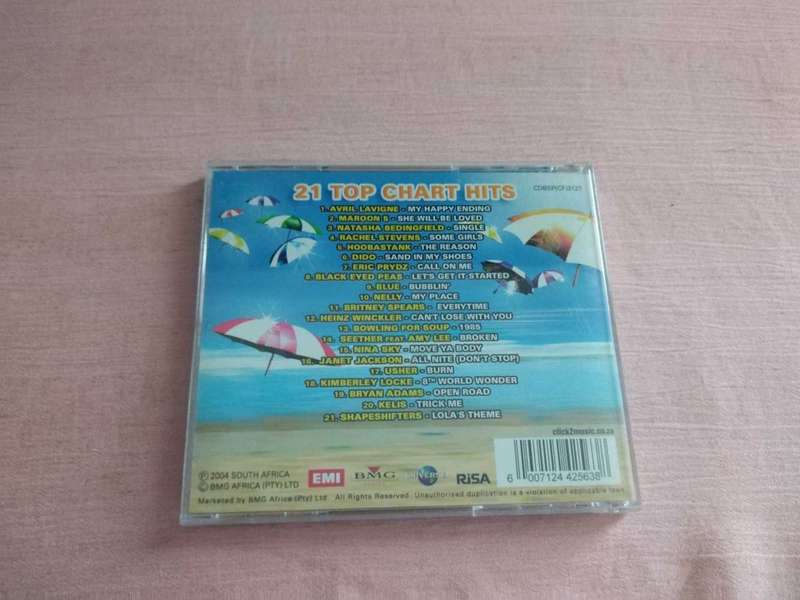 21 TOP CHART HITS
CDBSP(CF)3127
1. AVRIL LAVIGNE - MY HAPPY ENDING
2. MAROON 5 - SHE WILL BE LOVED
3. NATASHA BEDINGFIELD - SINGLE
4. RACHEL STEVENS - SOME GIRLS
5. HOOBASTANK - THE REASON
6. DIDO - SAND IN MY SHOES
7. ERIC PRYDZ - CALL ON ME
8. BLACK EYED PEAS - LET'S GET IT STARTED
9. BLUE - BUBBLIN'
10. NELLY - MY PLACE
11. BRITNEY SPEARS - EVERYTIME
12. HEINZ WINCKLER - CAN'T LOSE WITH YOU
13. BOWLING FOR SOUP - 1985
14. SEETHER FEAT AMY LEE - BROKEN
15. NINA SKY - MOVE YA BODY
16. JANET JACKSON - ALL NITE (DON'T STOP)
17. USHER - BURN
18. KIMBERLEY LOCKE - 8TH WORLD WONDER
19. BRYAN ADAMS - OPEN ROAD
20. KELIS - TRICK ME
21. SHAPESHIFTERS - LOLA'S THEME
click2music.co.za
℗ 2004 SOUTH AFRICA
© BMG AFRICA (PTY) LTD
EMI
BMG
UNIVERSAL
RiSA
6 007124 425638
Marketed by BMG Africa (Pty) Ltd All Rights Reserved. Unauthorised duplication is a violation of applicable laws